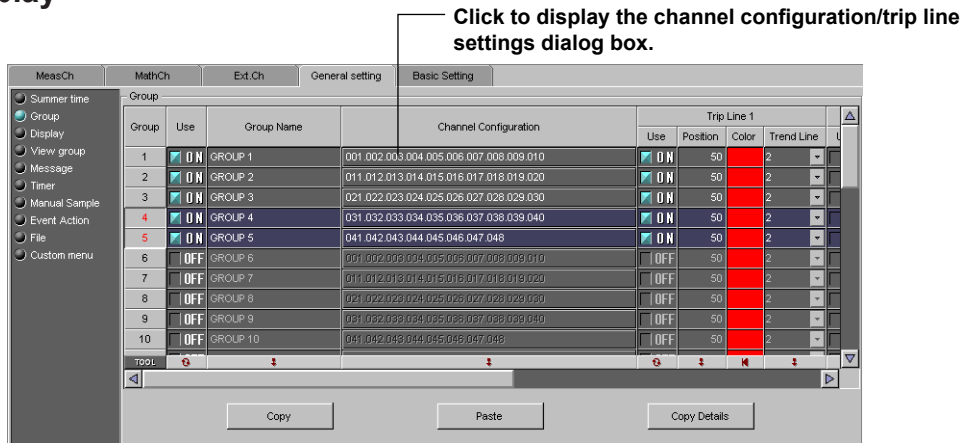 Click to display the channel configuration/trip line
settings dialog box.
MeasCh MathCh Ext.Ch General setting Basic Setting
Summer time
Group
Display
View group
Message
Timer
Manual Sample
Event Action
File
Custom menu
Group
Group Use Group Name Channel Configuration Trip Line 1
Use Position Color Trend Line
1 ON GROUP 1 001.002.003.004.005.006.007.008.009.010 ON 50 2
2 ON GROUP 2 011.012.013.014.015.016.017.018.019.020 ON 50 2
3 ON GROUP 3 021.022.023.024.025.026.027.028.029.030 ON 50 2
4 ON GROUP 4 031.032.033.034.035.036.037.038.039.040 ON 50 2
5 ON GROUP 5 041.042.043.044.045.046.047.048 ON 50 2
6 OFF GROUP 6 001.002.003.004.005.006.007.008.009.010 OFF 50 2
7 OFF GROUP 7 011.012.013.014.015.016.017.018.019.020 OFF 50 2
8 OFF GROUP 8 021.022.023.024.025.026.027.028.029.030 OFF 50 2
9 OFF GROUP 9 031.032.033.034.035.036.037.038.039.040 OFF 50 2
10 OFF GROUP 10 041.042.043.044.045.046.047.048 OFF 50 2
TOOL
Copy Paste Copy Details